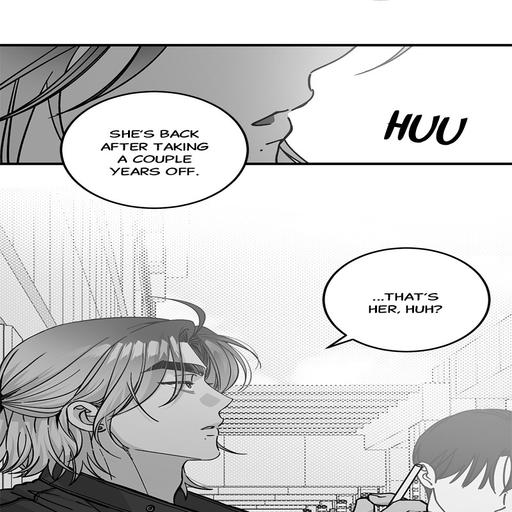 SHE'S BACK
AFTER TAKING
A COUPLE
YEARS OFF.
HUU
...THAT'S
HER, HUH?